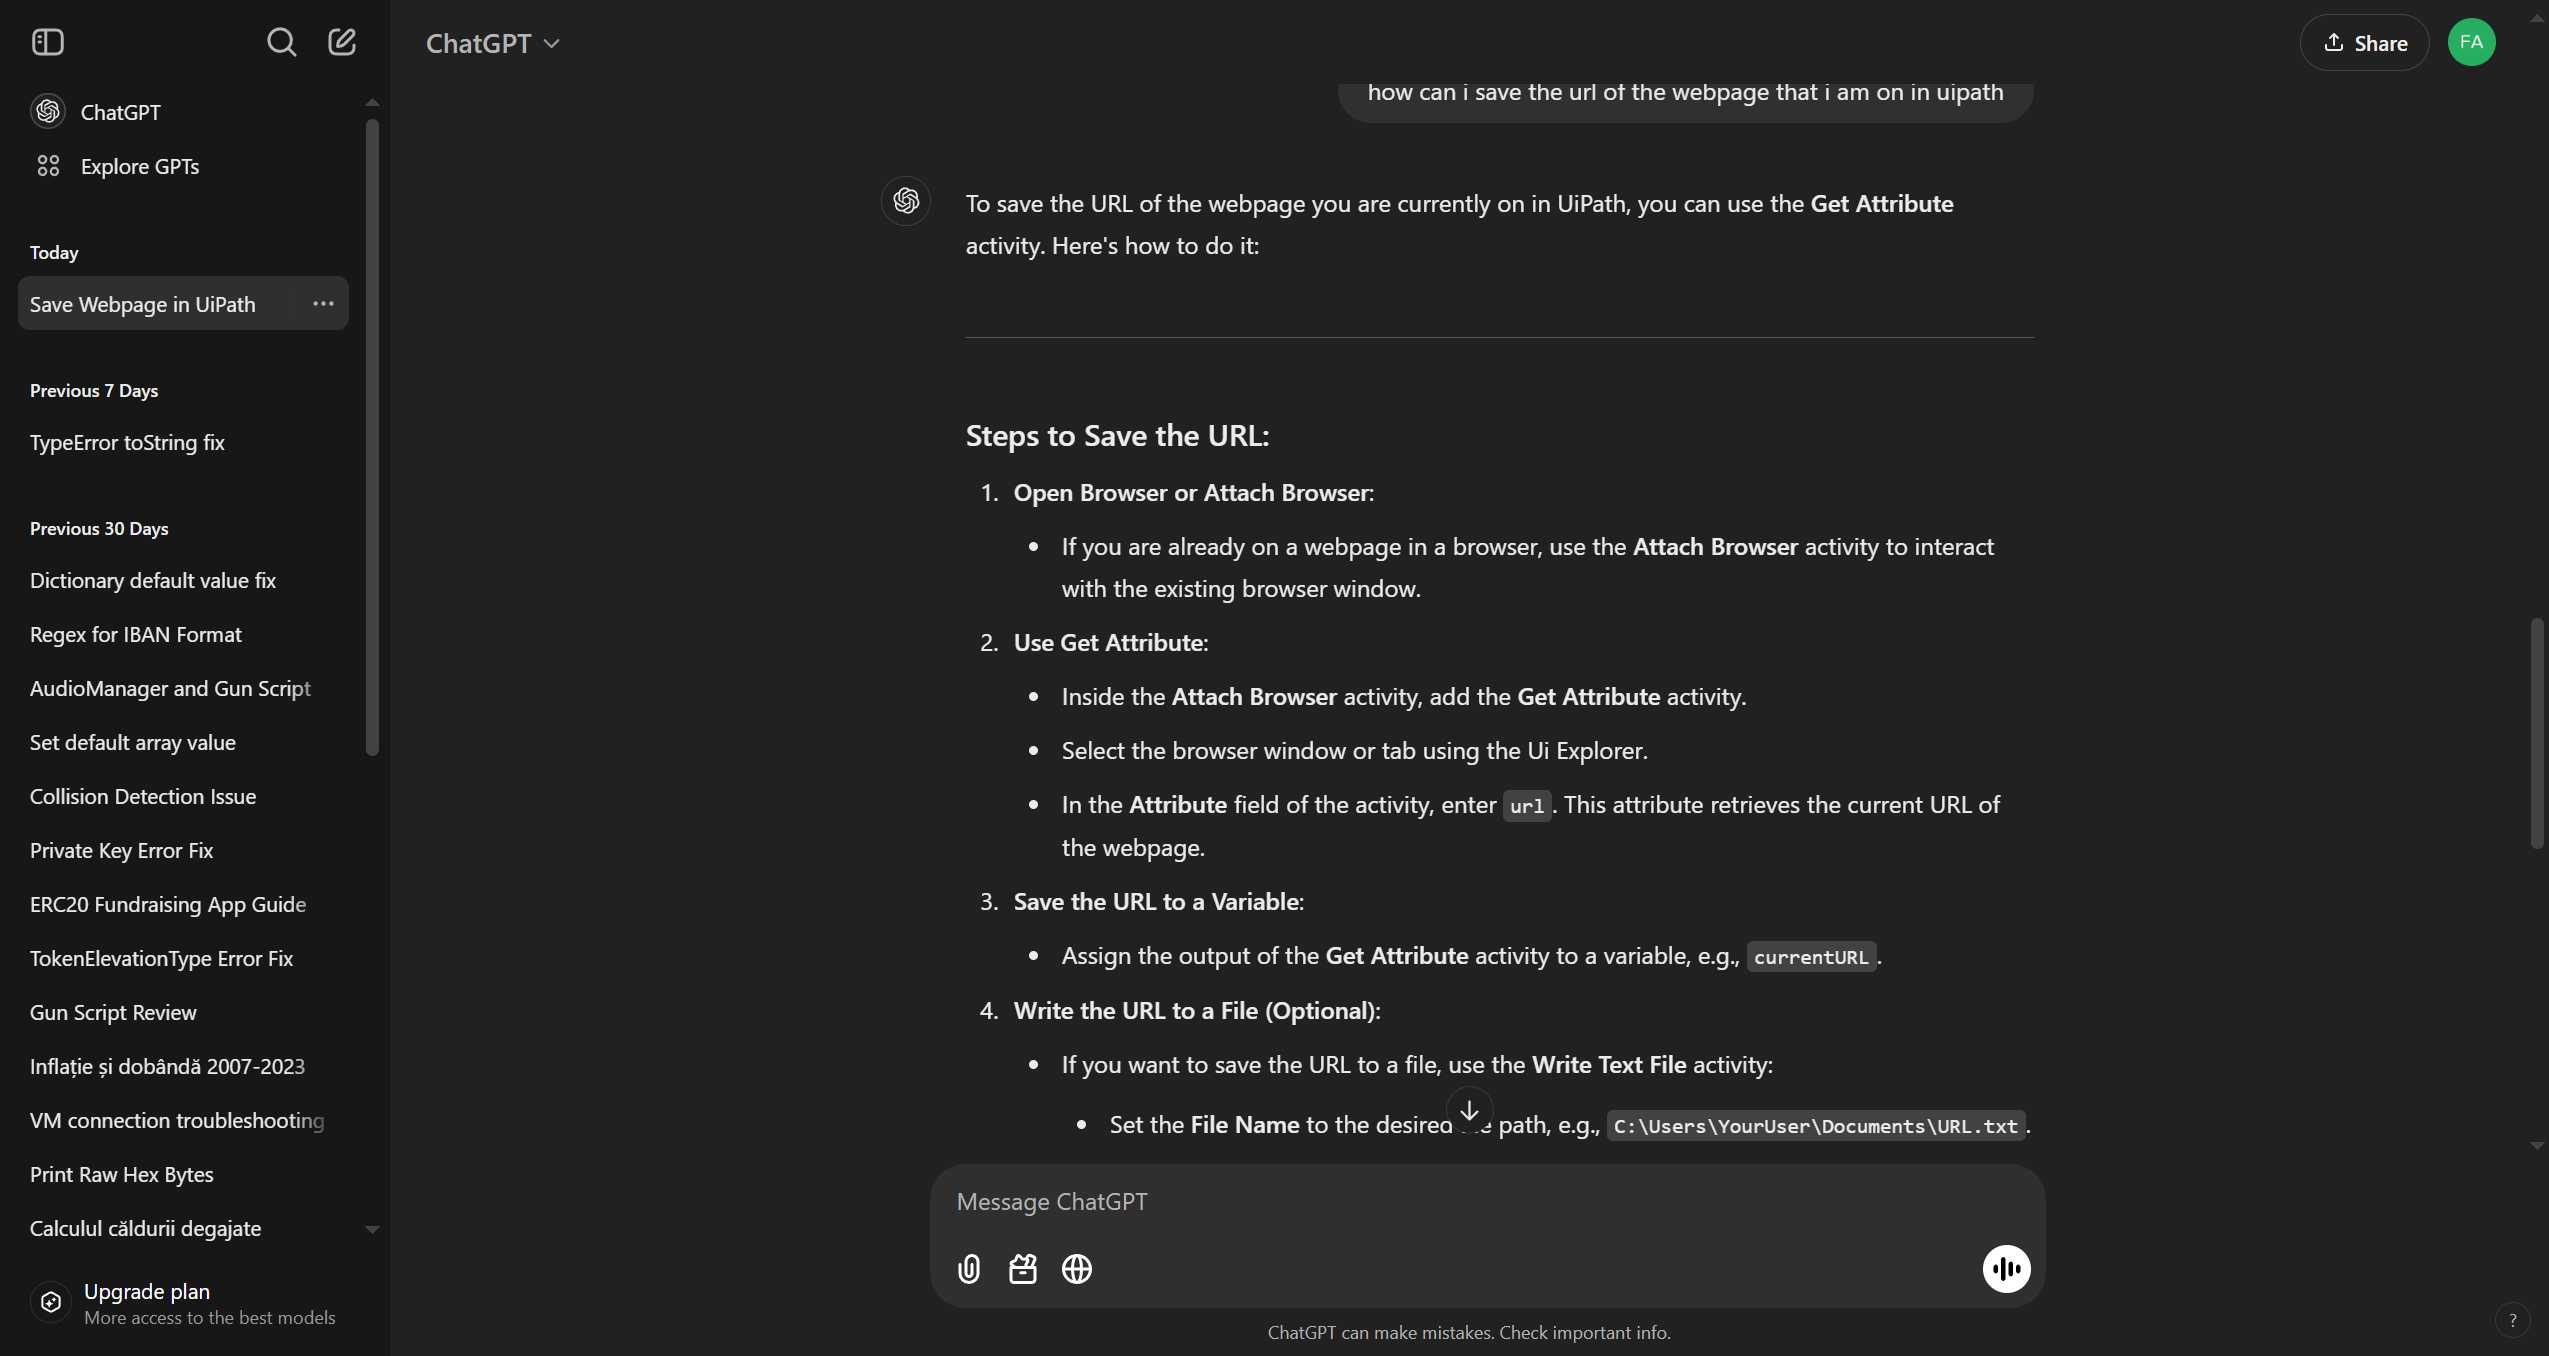 ChatGPT
Explore GPTs
Today
Save Webpage in UiPath
Previous 7 Days
TypeError toString fix
Previous 30 Days
Dictionary default value fix
Regex for IBAN Format
AudioManager and Gun Script
Set default array value
Collision Detection Issue
Private Key Error Fix
ERC20 Fundraising App Guide
TokenElevationType Error Fix
Gun Script Review
Inflație și dobândă 2007-2023
VM connection troubleshooting
Print Raw Hex Bytes
Calculul căldurii degajate
Upgrade plan
More access to the best models
ChatGPT
Share
FA
how can i save the url of the webpage that i am on in uipath
To save the URL of the webpage you are currently on in UiPath, you can use the Get Attribute
activity. Here's how to do it:
Steps to Save the URL:
1. Open Browser or Attach Browser:
• If you are already on a webpage in a browser, use the Attach Browser activity to interact
with the existing browser window.
2. Use Get Attribute:
• Inside the Attach Browser activity, add the Get Attribute activity.
• Select the browser window or tab using the Ui Explorer.
• In the Attribute field of the activity, enter url. This attribute retrieves the current URL of
the webpage.
3. Save the URL to a Variable:
• Assign the output of the Get Attribute activity to a variable, e.g., currentURL.
4. Write the URL to a File (Optional):
• If you want to save the URL to a file, use the Write Text File activity:
• Set the File Name to the desired path, e.g., C:\Users\YourUser\Documents\URL.txt.
Message ChatGPT
ChatGPT can make mistakes. Check important info.
?